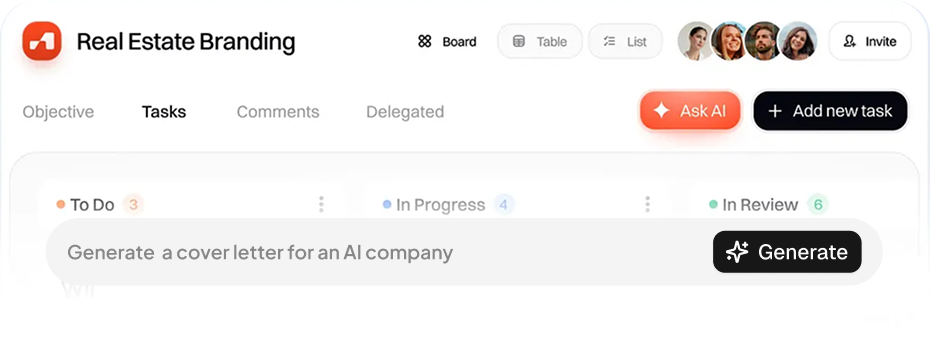 Real Estate Branding
Board
Table
List
Invite
Objective
Tasks
Comments
Delegated
Ask AI
Add new task
To Do 3
In Progress 4
In Review 6
Generate a cover letter for an AI company
Generate